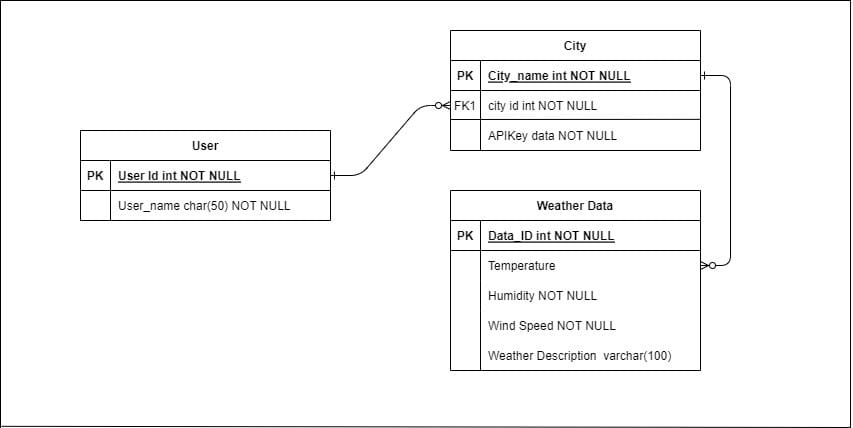 City
PK City_name int NOT NULL
FK1 city id int NOT NULL
APIKey data NOT NULL
User
PK User Id int NOT NULL
User_name char(50) NOT NULL
Weather Data
PK Data_ID int NOT NULL
Temperature
Humidity NOT NULL
Wind Speed NOT NULL
Weather Description varchar(100)